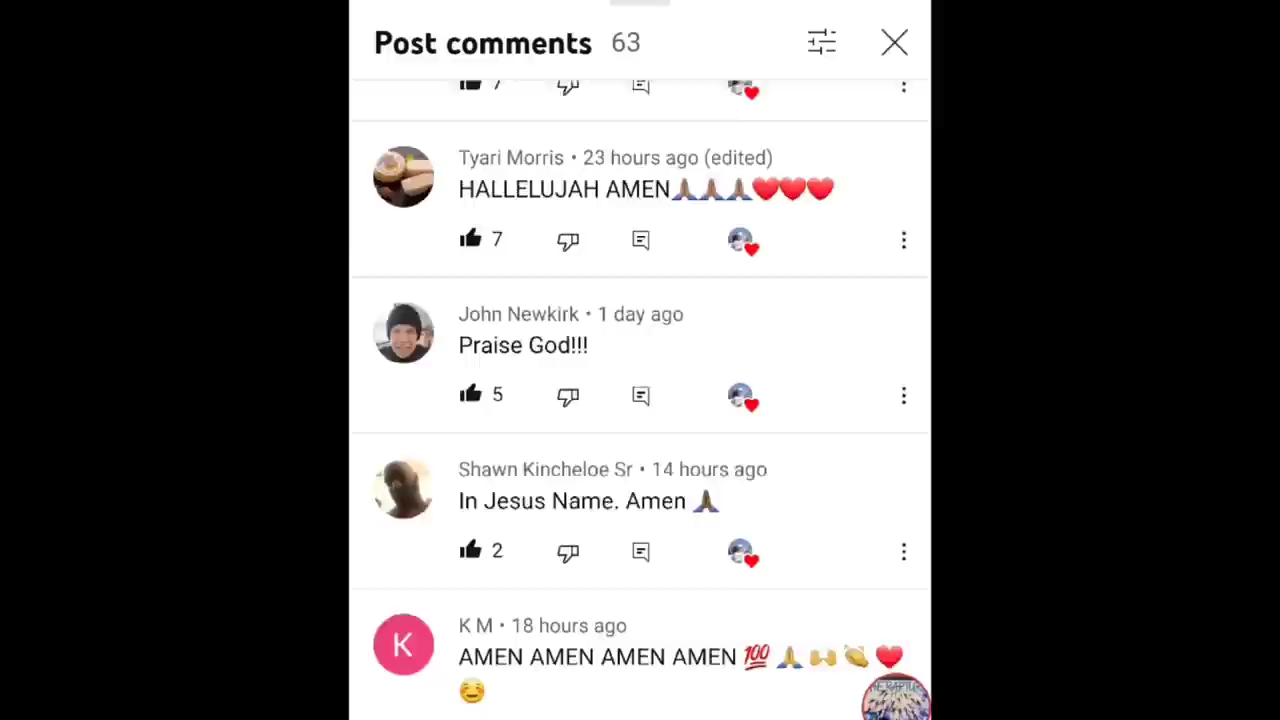 Post comments 63
7
Tyari Morris • 23 hours ago (edited)
HALLELUJAH AMEN🙏🏾🙏🏾🙏🏾❤️❤️❤️
7
John Newkirk • 1 day ago
Praise God!!!
5
Shawn Kincheloe Sr • 14 hours ago
In Jesus Name. Amen 🙏🏾
2
K
K M • 18 hours ago
AMEN AMEN AMEN AMEN 💯🙏🙌👏❤️
☺️